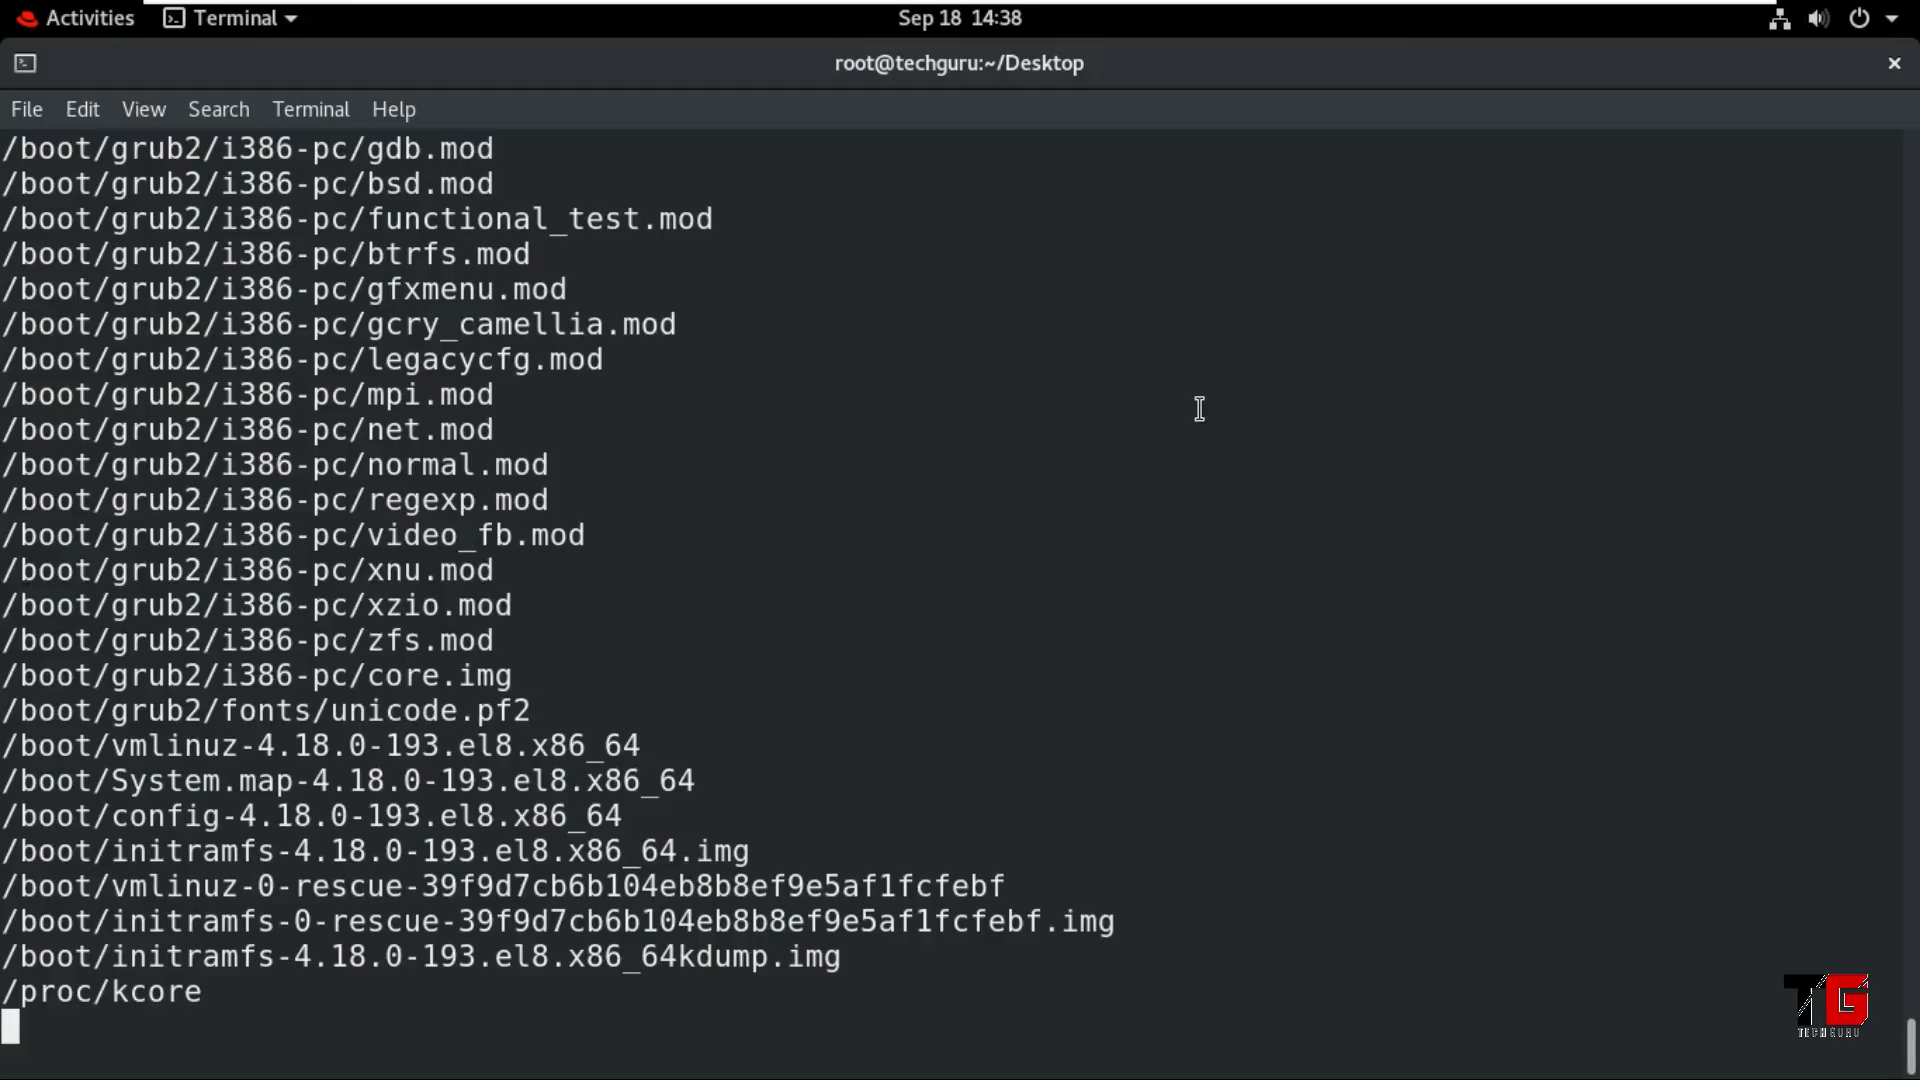 Activities
Terminal
Sep 18 14:38
root@techguru:~/Desktop
File Edit View Search Terminal Help
/boot/grub2/i386-pc/gdb.mod
/boot/grub2/i386-pc/bsd.mod
/boot/grub2/i386-pc/functional_test.mod
/boot/grub2/i386-pc/btrfs.mod
/boot/grub2/i386-pc/gfxmenu.mod
/boot/grub2/i386-pc/gcry_camellia.mod
/boot/grub2/i386-pc/legacycfg.mod
/boot/grub2/i386-pc/mpi.mod
/boot/grub2/i386-pc/net.mod
/boot/grub2/i386-pc/normal.mod
/boot/grub2/i386-pc/regexp.mod
/boot/grub2/i386-pc/video_fb.mod
/boot/grub2/i386-pc/xnu.mod
/boot/grub2/i386-pc/xzio.mod
/boot/grub2/i386-pc/zfs.mod
/boot/grub2/i386-pc/core.img
/boot/grub2/fonts/unicode.pf2
/boot/vmlinuz-4.18.0-193.el8.x86_64
/boot/System.map-4.18.0-193.el8.x86_64
/boot/config-4.18.0-193.el8.x86_64
/boot/initramfs-4.18.0-193.el8.x86_64.img
/boot/vmlinuz-0-rescue-39f9d7cb6b104eb8b8ef9e5af1fcfebf
/boot/initramfs-0-rescue-39f9d7cb6b104eb8b8ef9e5af1fcfebf.img
/boot/initramfs-4.18.0-193.el8.x86_64kdump.img
/proc/kcore
TG
TECHGURU